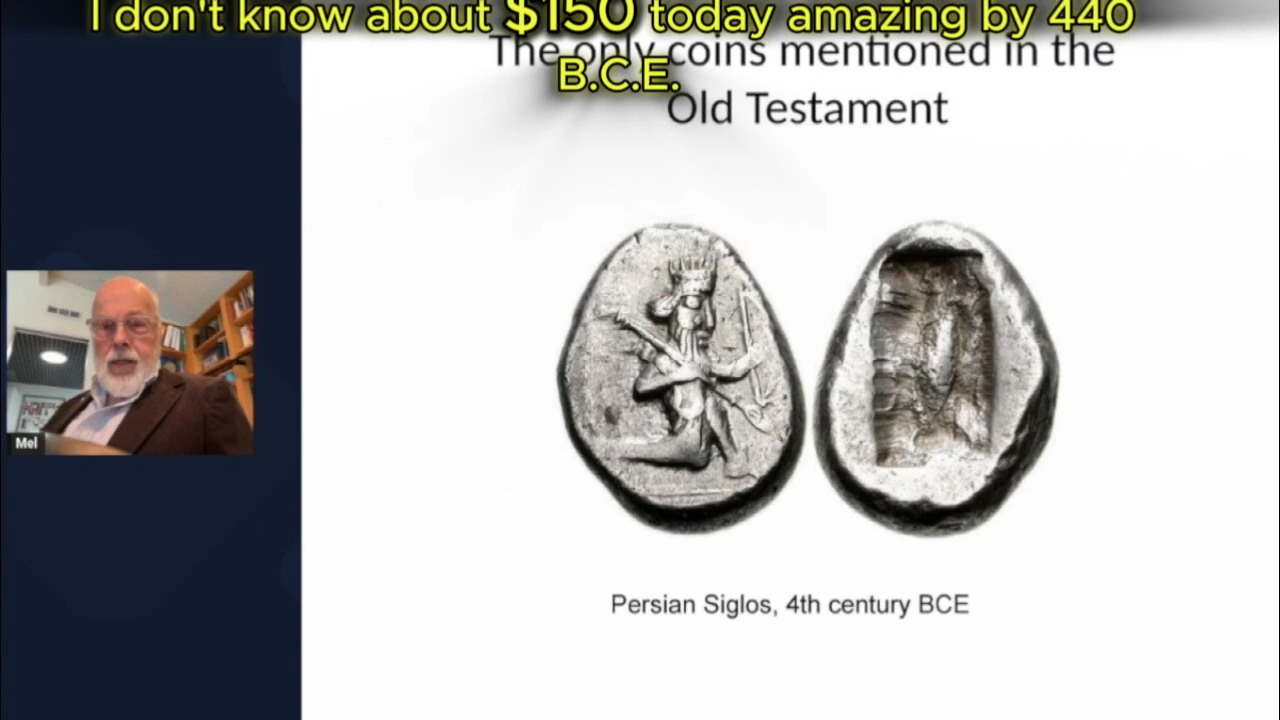 I don't know about $150 today amazing by 440
B.C.E.
The only coins mentioned in the
Old Testament
Mel
Persian Siglos, 4th century BCE